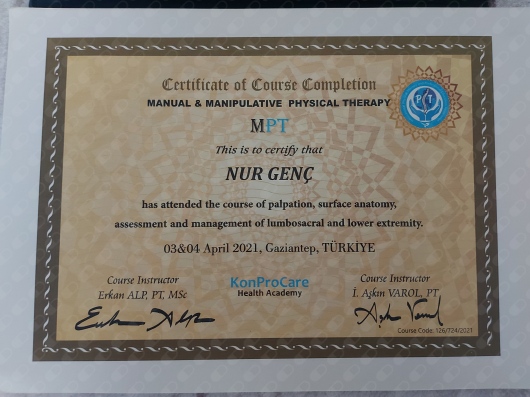 Certificate of Course Completion
MANUAL & MANIPULATIVE PHYSICAL THERAPY
MPT
PT
This is to certify that
NUR GENÇ
has attended the course of palpation, surface anatomy,
assessment and management of lumbosacral and lower extremity.
03&04 April 2021, Gaziantep, TÜRKİYE
Course Instructor
Erkan ALP, PT, MSc
KonProCare
Health Academy
Course Instructor
İ. Aşkın VAROL, PT
Course Code: 126/734/2021